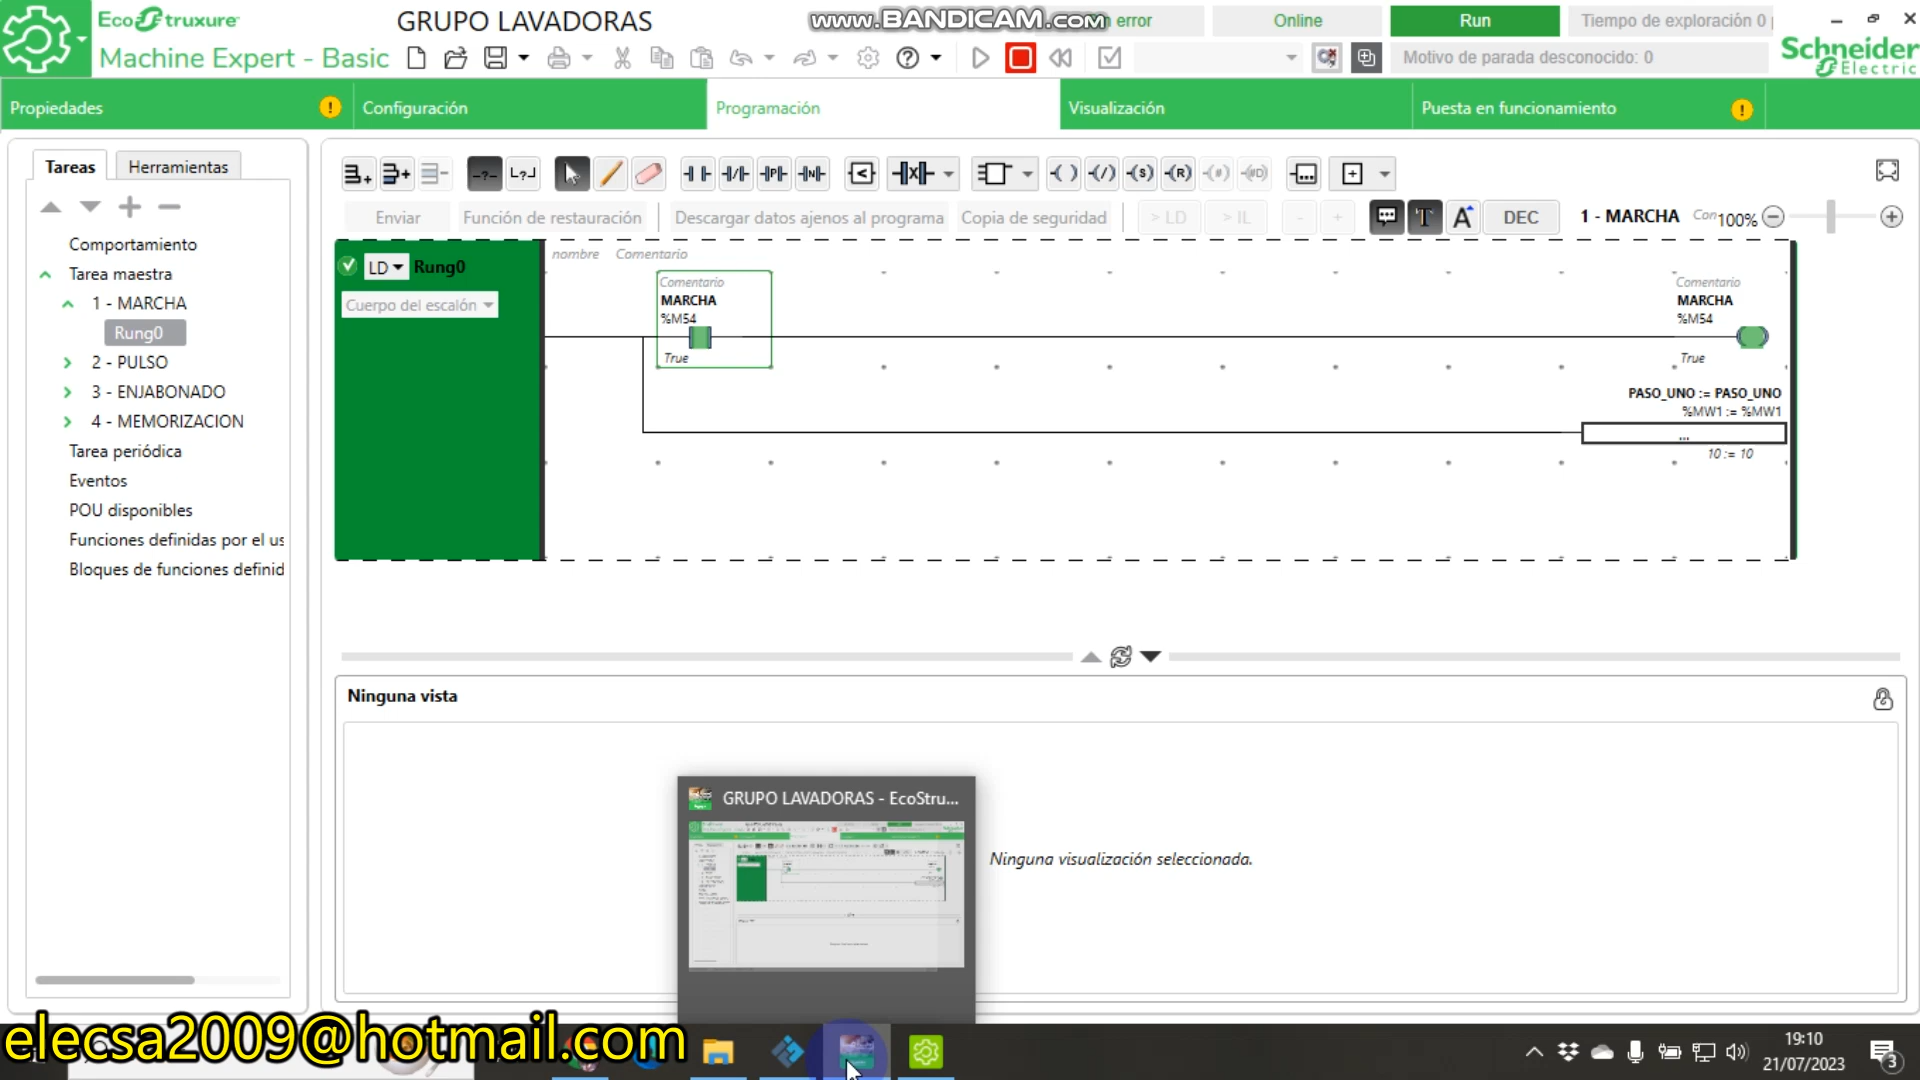 EcoStruxure
Machine Expert - Basic
GRUPO LAVADORAS
www.BANDICAM.com
error
Online
Run
Tiempo de exploración 0
Motivo de parada desconocido: 0
Schneider
Electric
Propiedades
Configuración
Programación
Visualización
Puesta en funcionamiento
Tareas
Herramientas
Comportamiento
Tarea maestra
1 - MARCHA
Rung0
2 - PULSO
3 - ENJABONADO
4 - MEMORIZACION
Tarea periódica
Eventos
POU disponibles
Funciones definidas por el us
Bloques de funciones definid
Enviar
Función de restauración
Descargar datos ajenos al programa
Copia de seguridad
> LD
> IL
DEC
1 - MARCHA
Con
100%
LD
Rung0
nombre
Comentario
Cuerpo del escalón
Comentario
MARCHA
%M54
True
Comentario
MARCHA
%M54
True
PASO_UNO := PASO_UNO
%MW1 := %MW1
...
10 := 10
Ninguna vista
GRUPO LAVADORAS - EcoStru...
Ninguna visualización seleccionada.
elecsa2009@hotmail.com
19:10
21/07/2023
3